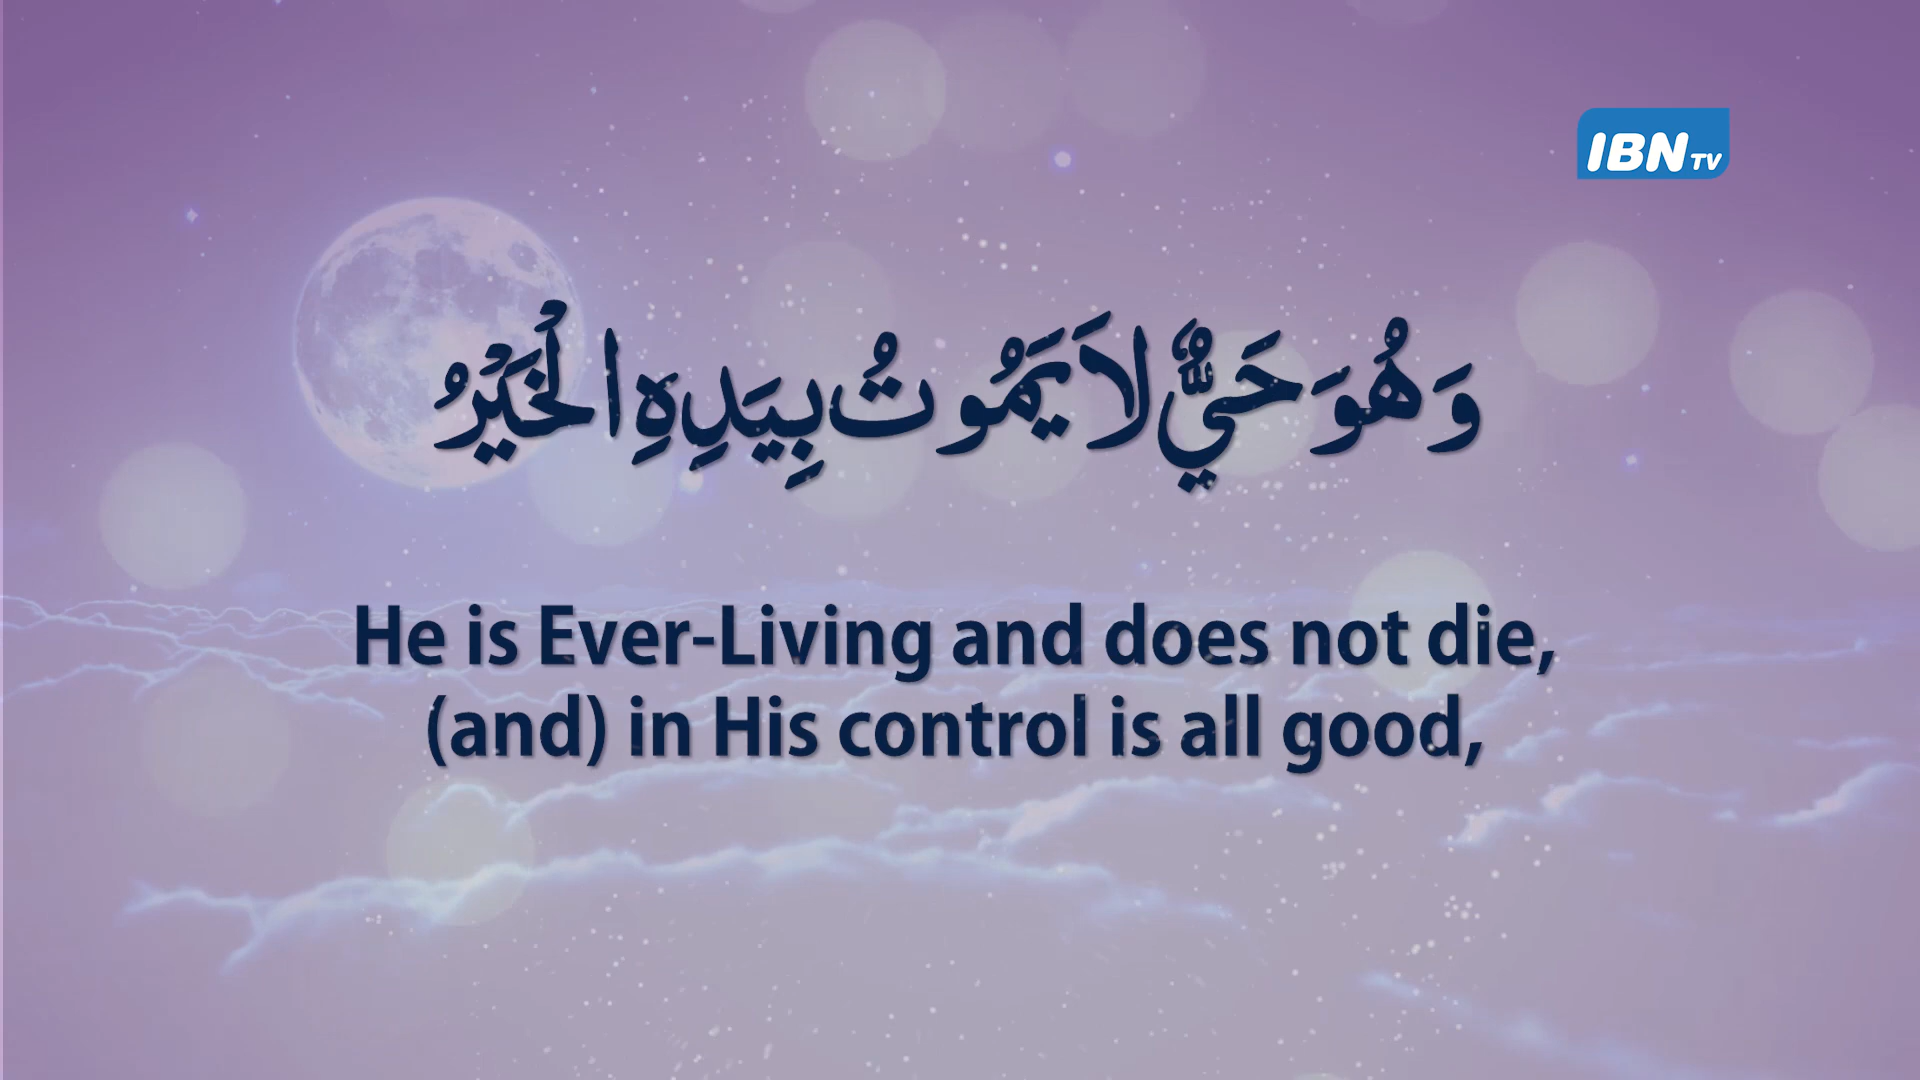 IBN TV
وَهُوَ حَيٌّ لاَ يَمُوتُ بِيَدِهِ الْخَيْرُ
He is Ever-Living and does not die,
(and) in His control is all good,